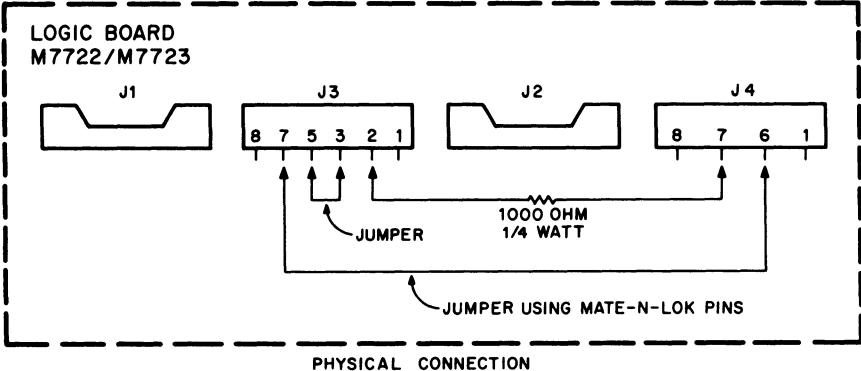 LOGIC BOARD
M7722/M7723
J1
J3
J2
J4
8 7 5 3 2 1
8 7 6 1
1000 OHM
1/4 WATT
JUMPER
JUMPER USING MATE-N-LOK PINS
PHYSICAL CONNECTION